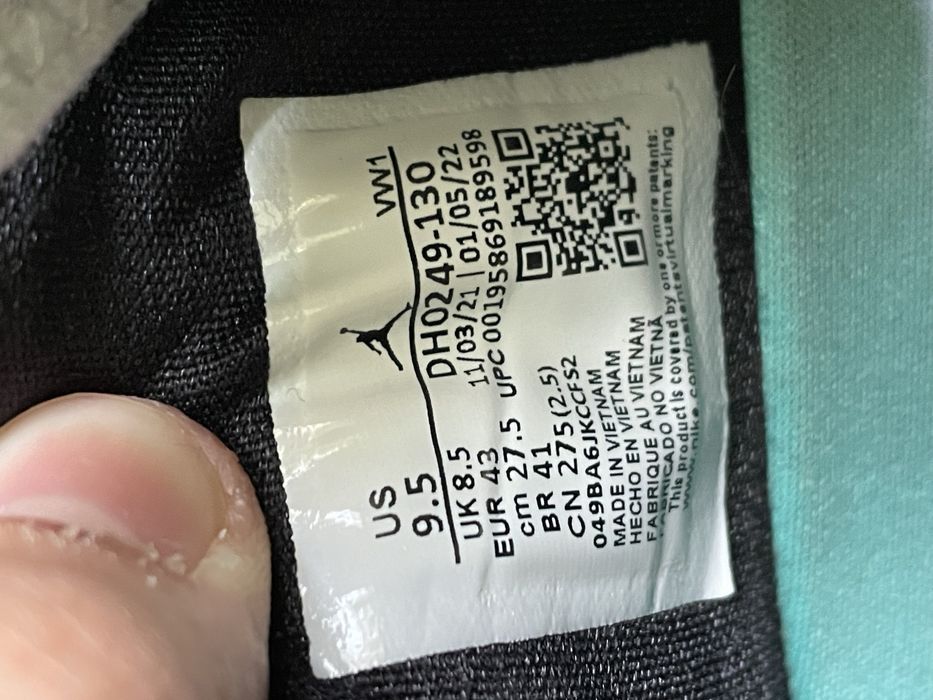 US
9.5
VW1
UK 8.5
DH0249-130
EUR 43
11/03/21 | 01/05/22
cm 27.5
UPC 00195869189598
BR 41
CN 275(2.5)
049BA6JKCCFS2
MADE IN VIETNAM
HECHO EN VIETNAM
FABRIQUE AU VIETNAM
FABRICADO NO VIETNÃ
This product is covered by one or more patents:
www.nike.com/patentsvirtualmarking